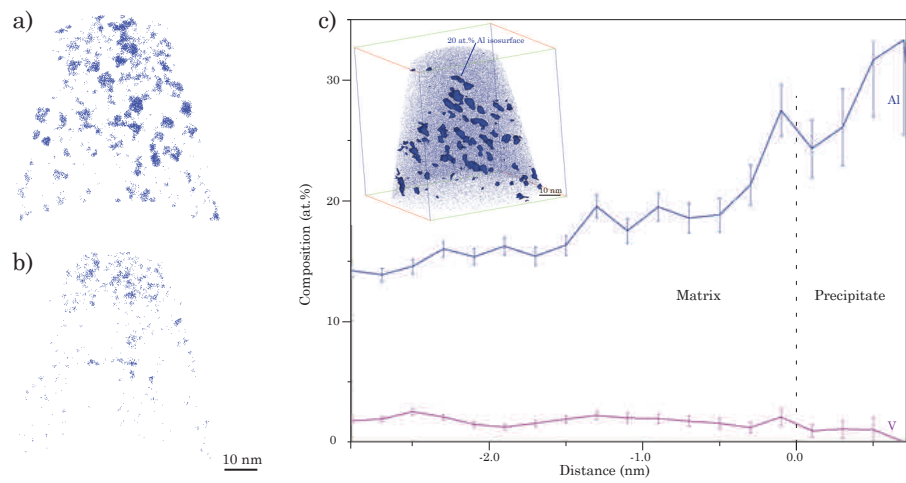 a)
b)
10 nm
c)
20 at.% Al isosurface
10 nm
Composition (at.%)
30
20
10
0
Al
Matrix
Precipitate
V
-2.0
-1.0
0.0
Distance (nm)